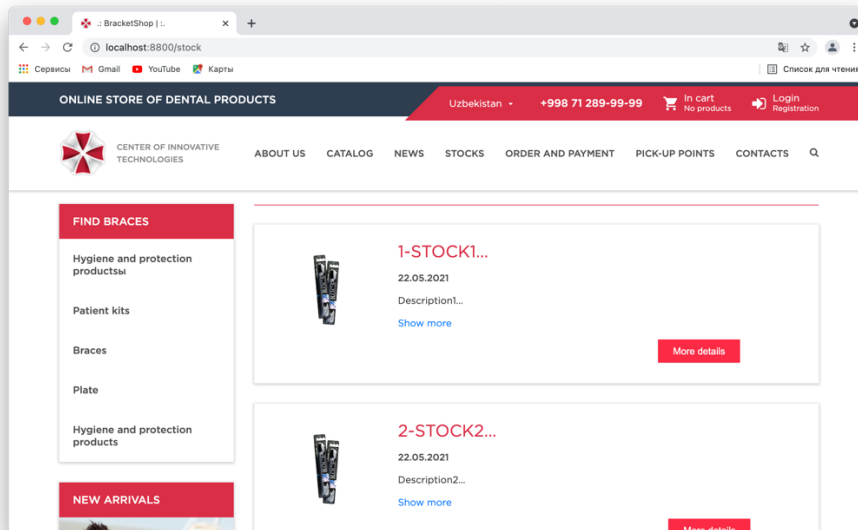 .: BracketShop | :.
localhost:8800/stock
Сервисы Gmail YouTube Карты Список для чтения
ONLINE STORE OF DENTAL PRODUCTS
Uzbekistan
+998 71 289-99-99
In cart
No products
Login
Registration
CENTER OF INNOVATIVE
TECHNOLOGIES
ABOUT US CATALOG NEWS STOCKS ORDER AND PAYMENT PICK-UP POINTS CONTACTS
FIND BRACES
Hygiene and protection
productsы
Patient kits
Braces
Plate
Hygiene and protection
products
NEW ARRIVALS
1-STOCK1...
22.05.2021
Description1...
Show more
More details
2-STOCK2...
22.05.2021
Description2...
Show more
More details